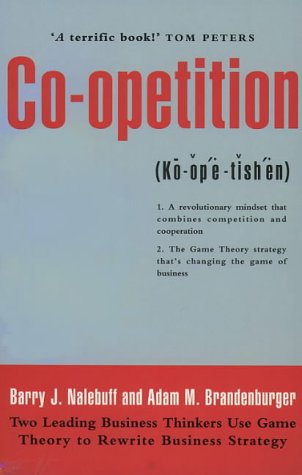 'A terrific book!' TOM PETERS
Co-opetition
(Kō-ŏp'ĕ-tĭsh'ĕn)
1. A revolutionary mindset that
combines competition and
cooperation
2. The Game Theory strategy
that's changing the game of
business
Barry J. Nalebuff and Adam M. Brandenburger
Two Leading Business Thinkers Use Game
Theory to Rewrite Business Strategy